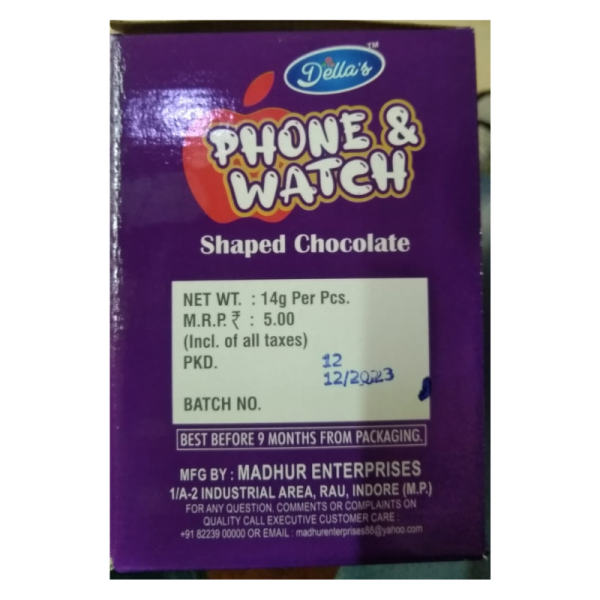 Della's TM
PHONE &
WATCH
Shaped Chocolate
NET WT. : 14g Per Pcs.
M.R.P. ₹ : 5.00
(Incl. of all taxes)
PKD. 12
12/2023
BATCH NO.
BEST BEFORE 9 MONTHS FROM PACKAGING.
MFG BY : MADHUR ENTERPRISES
1/A-2 INDUSTRIAL AREA, RAU, INDORE (M.P.)
FOR ANY QUESTION, COMMENTS OR COMPLAINTS ON
QUALITY CALL EXECUTIVE CUSTOMER CARE :
+91 82239 00000 OR EMAIL : madhurenterprises88@yahoo.com